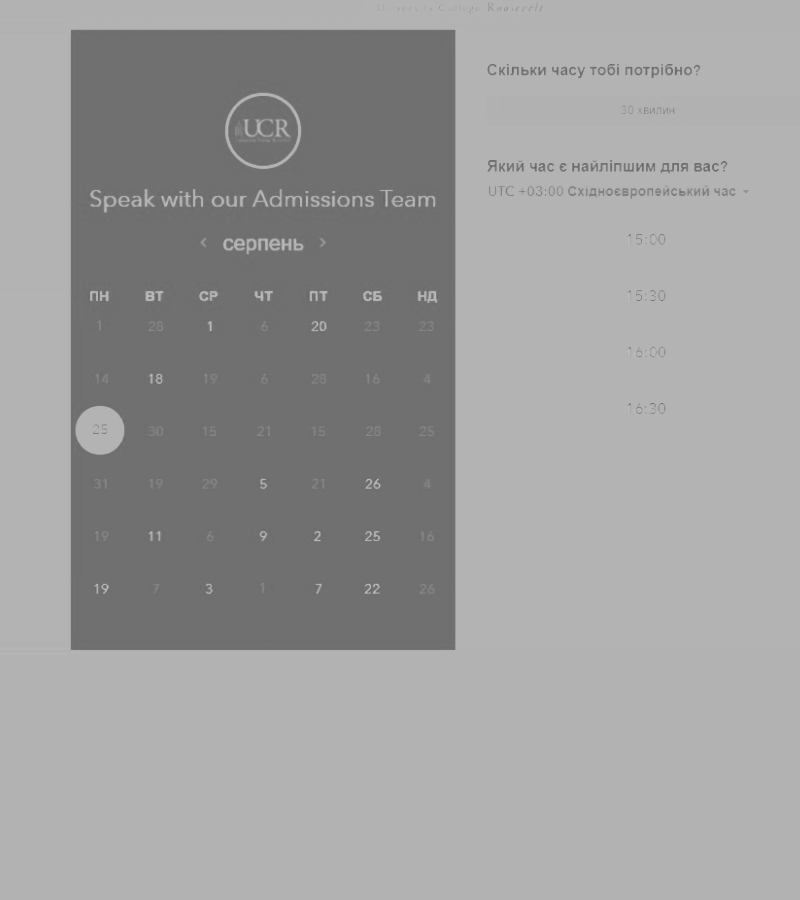 Roosevelt
UCR
Speak with our Admissions Team
серпень
ПН ВТ СР ЧТ ПТ СБ НД
1 28 1 6 20 23 23
14 18 19 6 28 16 4
25 30 15 21 15 28 25
31 19 29 5 21 26 4
19 11 6 9 2 25 16
19 7 3 1 7 22 26
Скільки часу тобі потрібно?
30 хвилин
Який час є найліпшим для вас?
UTC +03:00 Східноєвропейський час
15:00
15:30
16:00
16:30